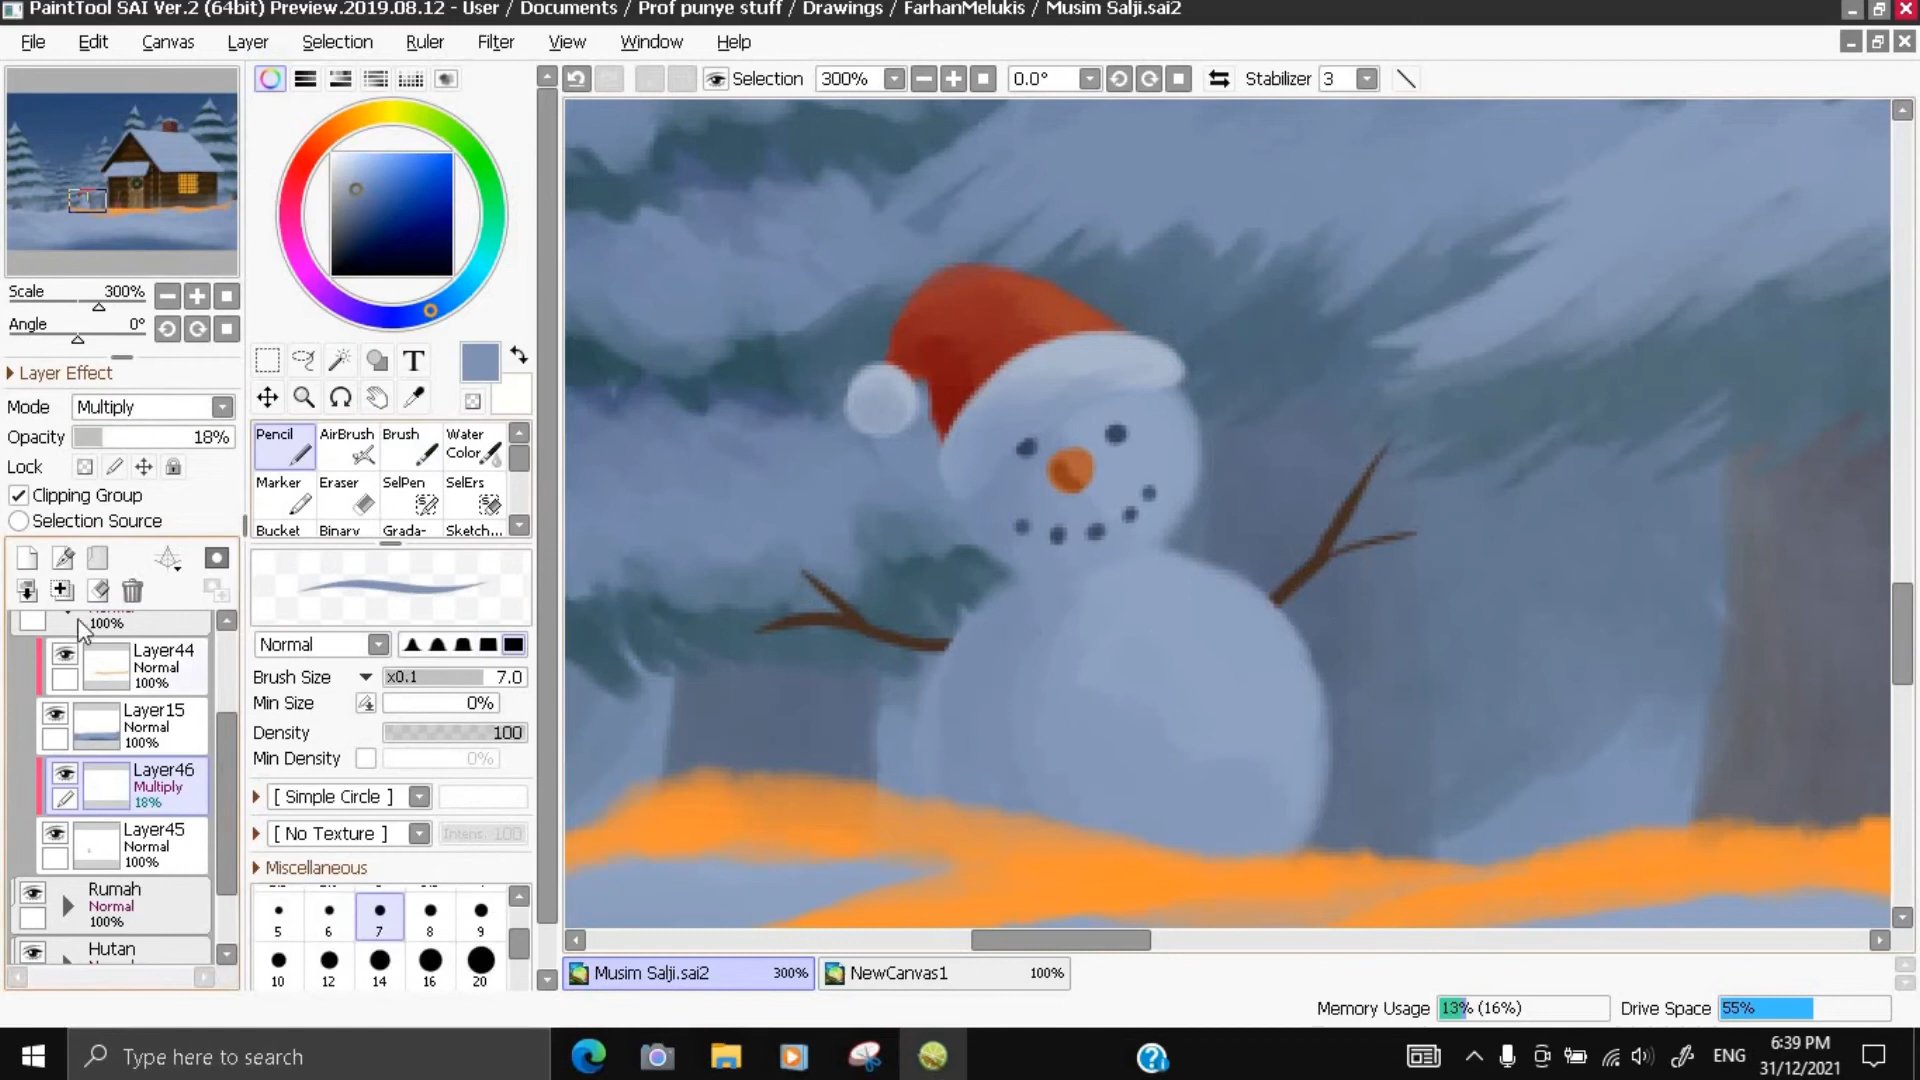 PaintTool SAI Ver.2 (64bit) Preview.2019.08.12 - User / Documents / Prof punye stuff / Drawings / FarhanMelukis / Musim Salji.sai2
File Edit Canvas Layer Selection Ruler Filter View Window Help
Selection 300% 0.0° Stabilizer 3
Scale 300%
Angle 0°
Layer Effect
Mode Multiply
Opacity 18%
Lock
Clipping Group
Selection Source
100%
Layer44
Normal
100%
Layer15
Normal
100%
Layer46
Multiply
18%
Layer45
Normal
100%
Rumah
Normal
100%
Hutan
T
Pencil AirBrush Brush Water Color
Marker Eraser SelPen SelErs
Bucket Binary Grada- Sketch...
Normal
Brush Size x0.1 7.0
Min Size 0%
Density 100
Min Density 0%
[ Simple Circle ]
[ No Texture ] Intens. 100
Miscellaneous
5 6 7 8 9
10 12 14 16 20
Musim Salji.sai2 300% NewCanvas1 100%
Memory Usage 13% (16%) Drive Space 55%
Type here to search
ENG
6:39 PM
31/12/2021